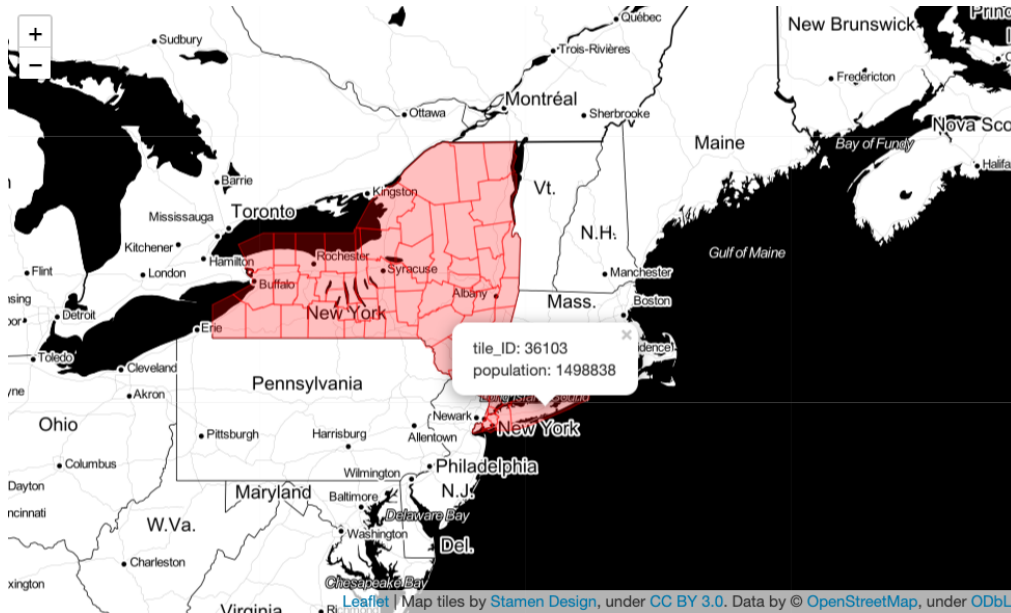 +
−
Sudbury
Québec
Trois-Rivières
New Brunswick
Fredericton
Montréal
Ottawa
Sherbrooke
Maine
Nova Sco
Bay of Fundy
Halifa
Barrie
Kingston
Vt.
Mississauga
Toronto
N.H.
Kitchener
Hamilton
Rochester
Syracuse
Gulf of Maine
Flint
London
Buffalo
Manchester
Albany
Mass.
Boston
Detroit
New York
Erie
Toledo
Cleveland
tile_ID: 36103
population: 1498838
×
Akron
Pennsylvania
Long Island Sound
Newark
New York
Ohio
Pittsburgh
Harrisburg
Allentown
Columbus
Wilmington
Philadelphia
Dayton
Maryland
Baltimore
N.J.
Delaware Bay
W.Va.
Washington
Del.
Charleston
Chesapeake Bay
Virginia
Leaflet | Map tiles by Stamen Design, under CC BY 3.0. Data by © OpenStreetMap, under ODbL